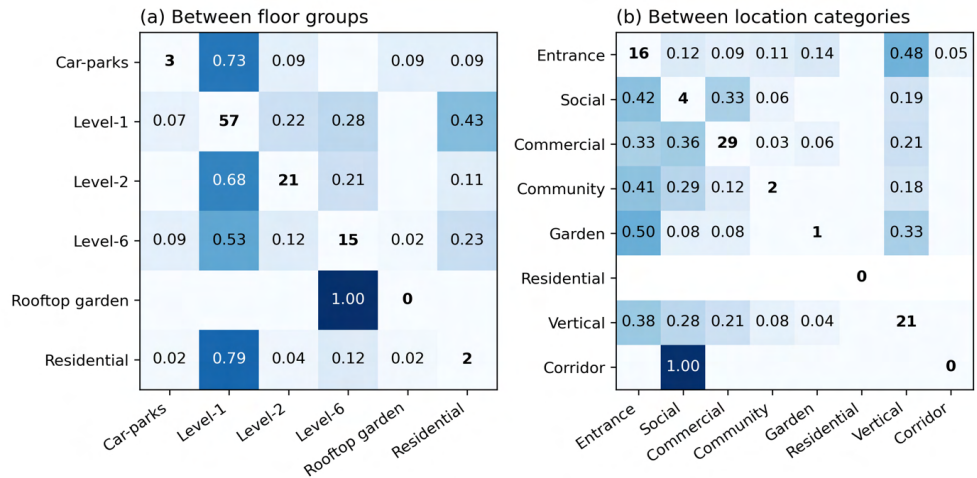 (a) Between floor groups
Car-parks 3 0.73 0.09 0.09 0.09
Level-1 0.07 57 0.22 0.28 0.43
Level-2 0.68 21 0.21 0.11
Level-6 0.09 0.53 0.12 15 0.02 0.23
Rooftop garden 1.00 0
Residential 0.02 0.79 0.04 0.12 0.02 2
Car-parks Level-1 Level-2 Level-6 Rooftop garden Residential
(b) Between location categories
Entrance 16 0.12 0.09 0.11 0.14 0.48 0.05
Social 0.42 4 0.33 0.06 0.19
Commercial 0.33 0.36 29 0.03 0.06 0.21
Community 0.41 0.29 0.12 2 0.18
Garden 0.50 0.08 0.08 1 0.33
Residential 0
Vertical 0.38 0.28 0.21 0.08 0.04 21
Corridor 1.00 0
Entrance Social Commercial Community Garden Residential Vertical Corridor